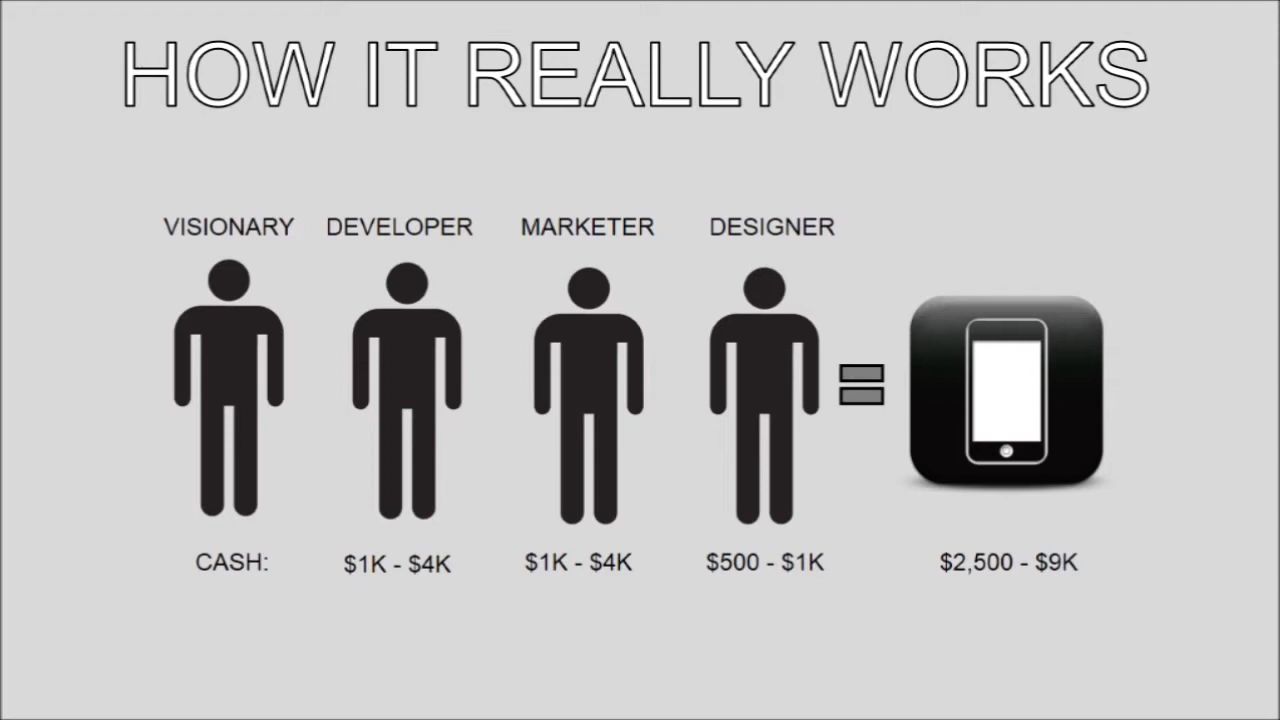 HOW IT REALLY WORKS
VISIONARY DEVELOPER MARKETER DESIGNER
CASH: $1K - $4K $1K - $4K $500 - $1K $2,500 - $9K